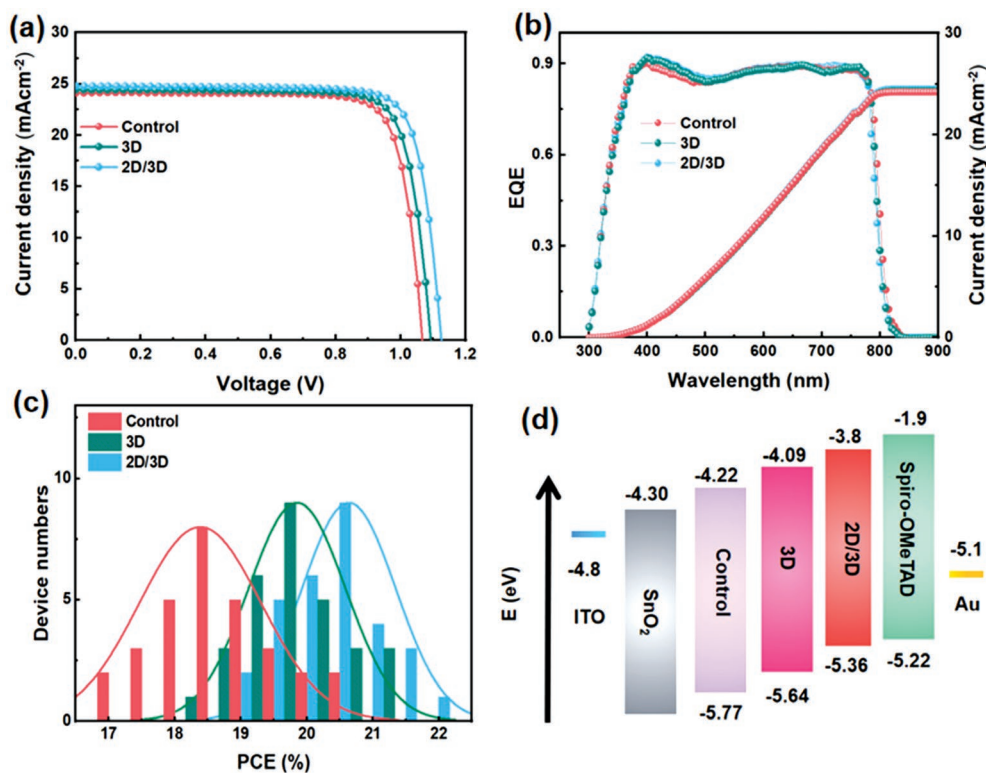 (a)
30
25
20
15
10
5
0
0.0 0.2 0.4 0.6 0.8 1.0 1.2
Current density (mAcm⁻²)
Voltage (V)
Control
3D
2D/3D
(b)
0.9
0.6
0.3
0.0
30
20
10
0
300 400 500 600 700 800 900
EQE
Current density (mAcm⁻²)
Wavelength (nm)
Control
3D
2D/3D
(c)
Control
3D
2D/3D
10
5
0
17 18 19 20 21 22
Device numbers
PCE (%)
(d)
E (eV)
-4.8
ITO
-4.30
SnO₂
-4.22
Control
-5.77
-4.09
3D
-5.64
-3.8
2D/3D
-5.36
-1.9
Spiro-OMeTAD
-5.22
-5.1
Au